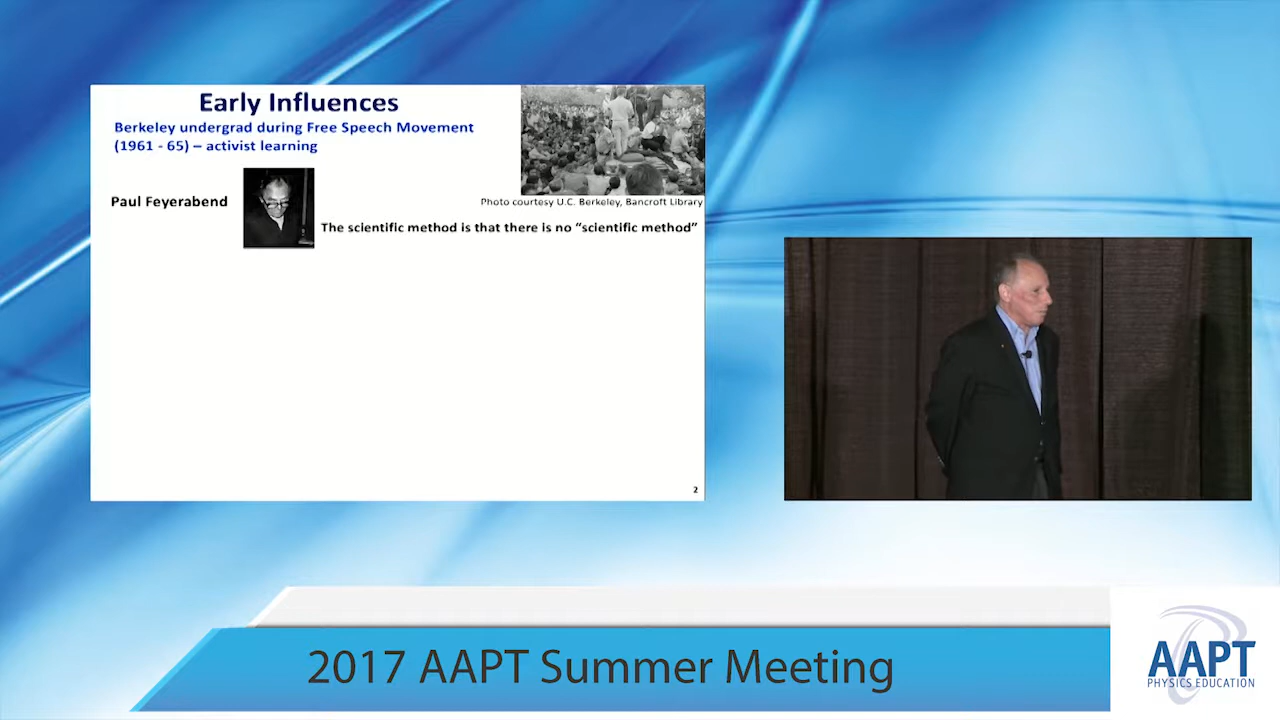 Early Influences
Berkeley undergrad during Free Speech Movement
(1961 - 65) – activist learning
Paul Feyerabend
Photo courtesy U.C. Berkeley, Bancroft Library
The scientific method is that there is no “scientific method”
2
2017 AAPT Summer Meeting
AAPT
PHYSICS EDUCATION